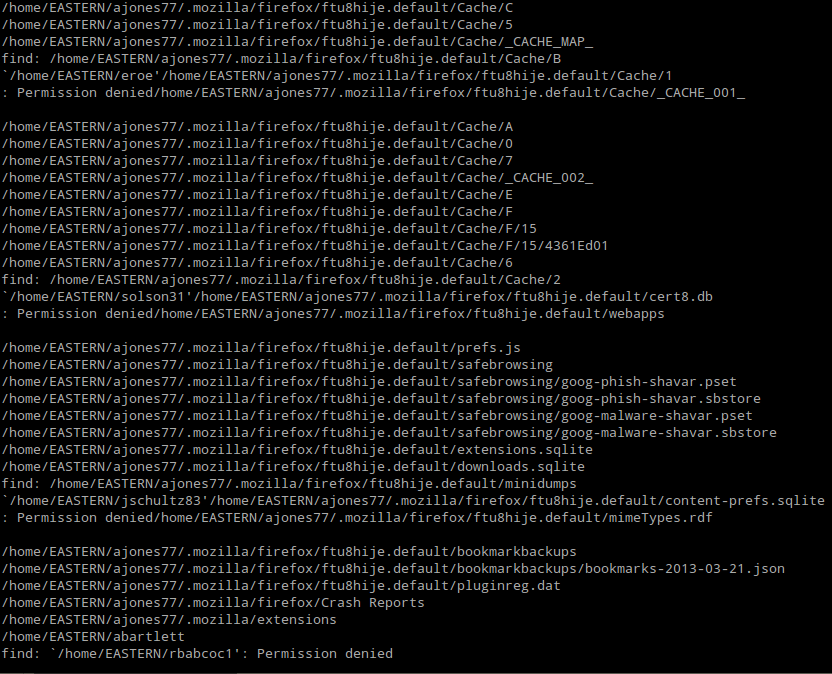 /home/EASTERN/ajones77/.mozilla/firefox/ftu8hije.default/Cache/C
/home/EASTERN/ajones77/.mozilla/firefox/ftu8hije.default/Cache/5
/home/EASTERN/ajones77/.mozilla/firefox/ftu8hije.default/Cache/_CACHE_MAP_
find: /home/EASTERN/ajones77/.mozilla/firefox/ftu8hije.default/Cache/B
`/home/EASTERN/eroe'/home/EASTERN/ajones77/.mozilla/firefox/ftu8hije.default/Cache/1
: Permission denied/home/EASTERN/ajones77/.mozilla/firefox/ftu8hije.default/Cache/_CACHE_001_
/home/EASTERN/ajones77/.mozilla/firefox/ftu8hije.default/Cache/A
/home/EASTERN/ajones77/.mozilla/firefox/ftu8hije.default/Cache/0
/home/EASTERN/ajones77/.mozilla/firefox/ftu8hije.default/Cache/7
/home/EASTERN/ajones77/.mozilla/firefox/ftu8hije.default/Cache/_CACHE_002_
/home/EASTERN/ajones77/.mozilla/firefox/ftu8hije.default/Cache/E
/home/EASTERN/ajones77/.mozilla/firefox/ftu8hije.default/Cache/F
/home/EASTERN/ajones77/.mozilla/firefox/ftu8hije.default/Cache/F/15
/home/EASTERN/ajones77/.mozilla/firefox/ftu8hije.default/Cache/F/15/4361Ed01
/home/EASTERN/ajones77/.mozilla/firefox/ftu8hije.default/Cache/6
find: /home/EASTERN/ajones77/.mozilla/firefox/ftu8hije.default/Cache/2
`/home/EASTERN/solson31'/home/EASTERN/ajones77/.mozilla/firefox/ftu8hije.default/cert8.db
: Permission denied/home/EASTERN/ajones77/.mozilla/firefox/ftu8hije.default/webapps
/home/EASTERN/ajones77/.mozilla/firefox/ftu8hije.default/prefs.js
/home/EASTERN/ajones77/.mozilla/firefox/ftu8hije.default/safebrowsing
/home/EASTERN/ajones77/.mozilla/firefox/ftu8hije.default/safebrowsing/goog-phish-shavar.pset
/home/EASTERN/ajones77/.mozilla/firefox/ftu8hije.default/safebrowsing/goog-phish-shavar.sbstore
/home/EASTERN/ajones77/.mozilla/firefox/ftu8hije.default/safebrowsing/goog-malware-shavar.pset
/home/EASTERN/ajones77/.mozilla/firefox/ftu8hije.default/safebrowsing/goog-malware-shavar.sbstore
/home/EASTERN/ajones77/.mozilla/firefox/ftu8hije.default/extensions.sqlite
/home/EASTERN/ajones77/.mozilla/firefox/ftu8hije.default/downloads.sqlite
find: /home/EASTERN/ajones77/.mozilla/firefox/ftu8hije.default/minidumps
`/home/EASTERN/jschultz83'/home/EASTERN/ajones77/.mozilla/firefox/ftu8hije.default/content-prefs.sqlite
: Permission denied/home/EASTERN/ajones77/.mozilla/firefox/ftu8hije.default/mimeTypes.rdf
/home/EASTERN/ajones77/.mozilla/firefox/ftu8hije.default/bookmarkbackups
/home/EASTERN/ajones77/.mozilla/firefox/ftu8hije.default/bookmarkbackups/bookmarks-2013-03-21.json
/home/EASTERN/ajones77/.mozilla/firefox/ftu8hije.default/pluginreg.dat
/home/EASTERN/ajones77/.mozilla/firefox/Crash Reports
/home/EASTERN/ajones77/.mozilla/extensions
/home/EASTERN/abartlett
find: `/home/EASTERN/rbabcoc1': Permission denied